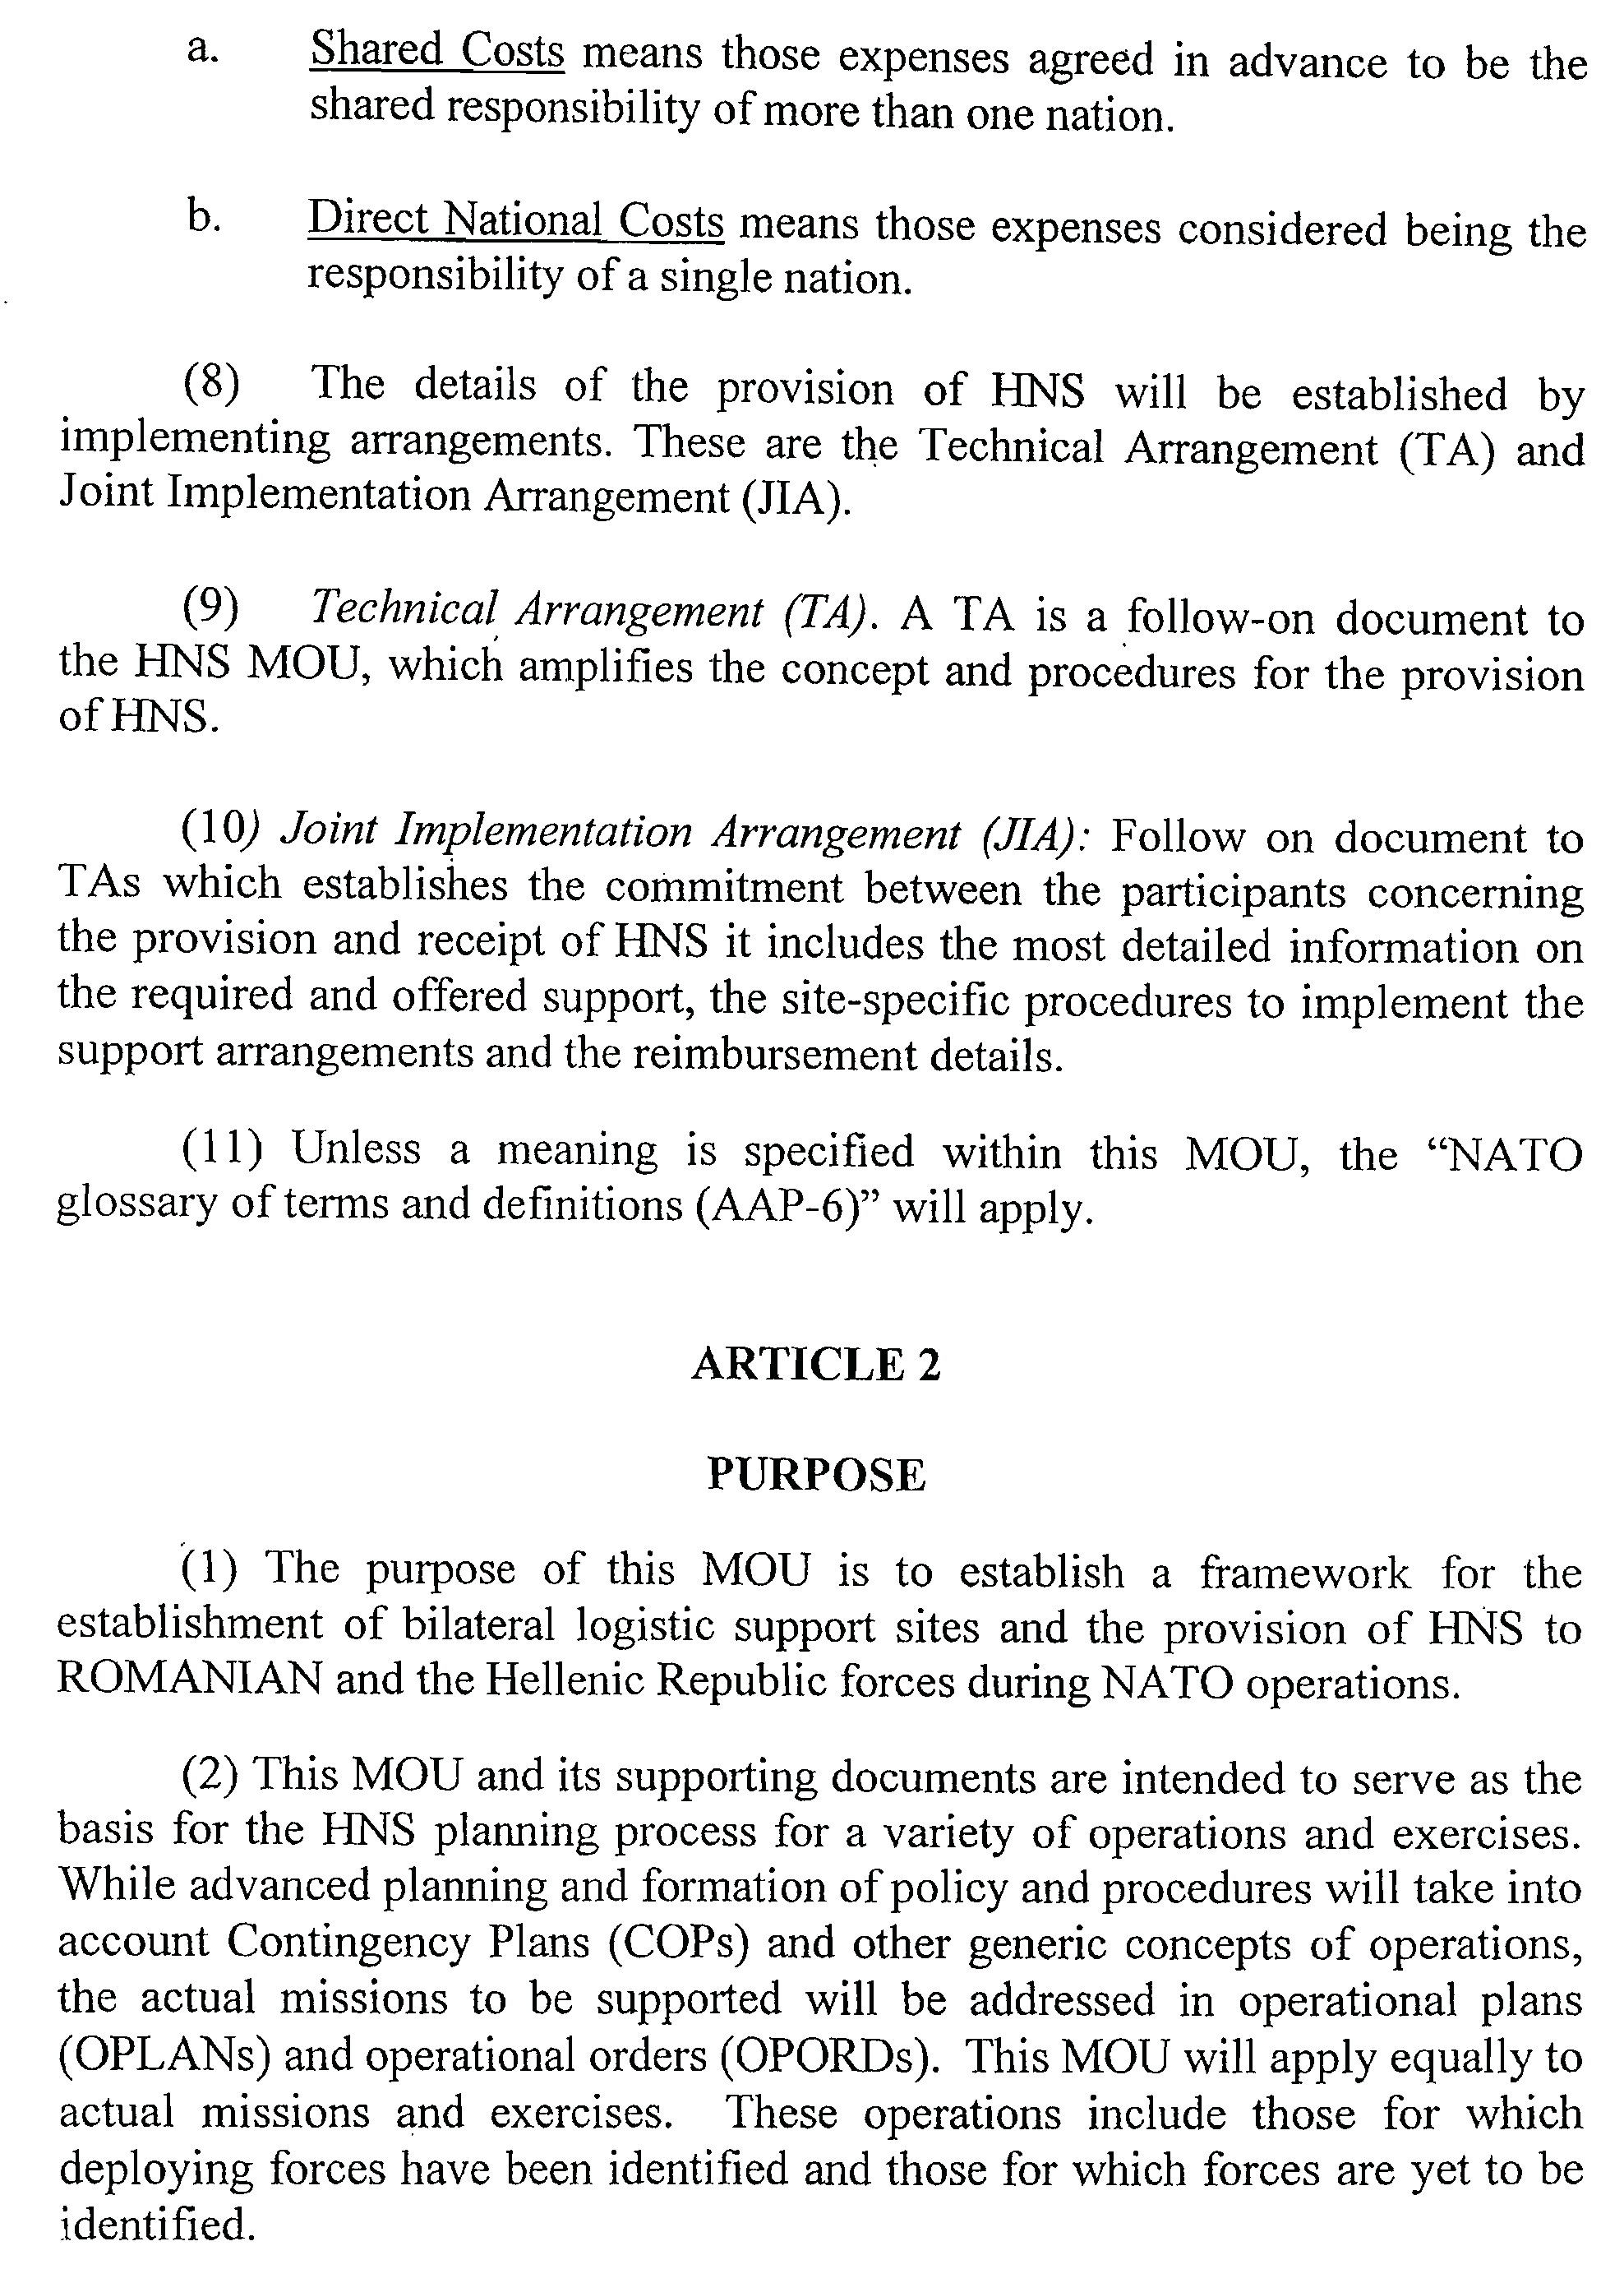 a. Shared Costs means those expenses agreed in advance to be the
shared responsibility of more than one nation.
b. Direct National Costs means those expenses considered being the
responsibility of a single nation.
(8) The details of the provision of HNS will be established by
implementing arrangements. These are the Technical Arrangement (TA) and
Joint Implementation Arrangement (JIA).
(9) Technical Arrangement (TA). A TA is a follow-on document to
the HNS MOU, which amplifies the concept and procedures for the provision
of HNS.
(10) Joint Implementation Arrangement (JIA): Follow on document to
TAs which establishes the commitment between the participants concerning
the provision and receipt of HNS it includes the most detailed information on
the required and offered support, the site-specific procedures to implement the
support arrangements and the reimbursement details.
(11) Unless a meaning is specified within this MOU, the “NATO
glossary of terms and definitions (AAP-6)” will apply.
ARTICLE 2
PURPOSE
(1) The purpose of this MOU is to establish a framework for the
establishment of bilateral logistic support sites and the provision of HNS to
ROMANIAN and the Hellenic Republic forces during NATO operations.
(2) This MOU and its supporting documents are intended to serve as the
basis for the HNS planning process for a variety of operations and exercises.
While advanced planning and formation of policy and procedures will take into
account Contingency Plans (COPs) and other generic concepts of operations,
the actual missions to be supported will be addressed in operational plans
(OPLANs) and operational orders (OPORDs). This MOU will apply equally to
actual missions and exercises. These operations include those for which
deploying forces have been identified and those for which forces are yet to be
identified.